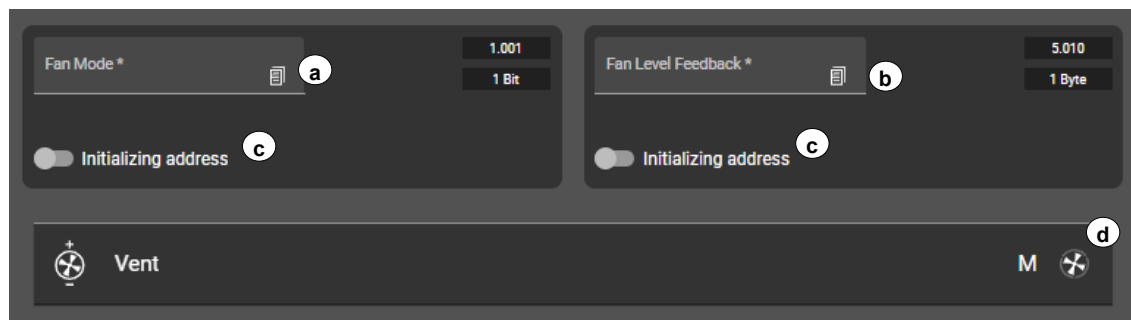 Fan Mode *
a
1.001
1 Bit
Initializing address
c
Fan Level Feedback *
b
5.010
1 Byte
Initializing address
c
d
Vent
M